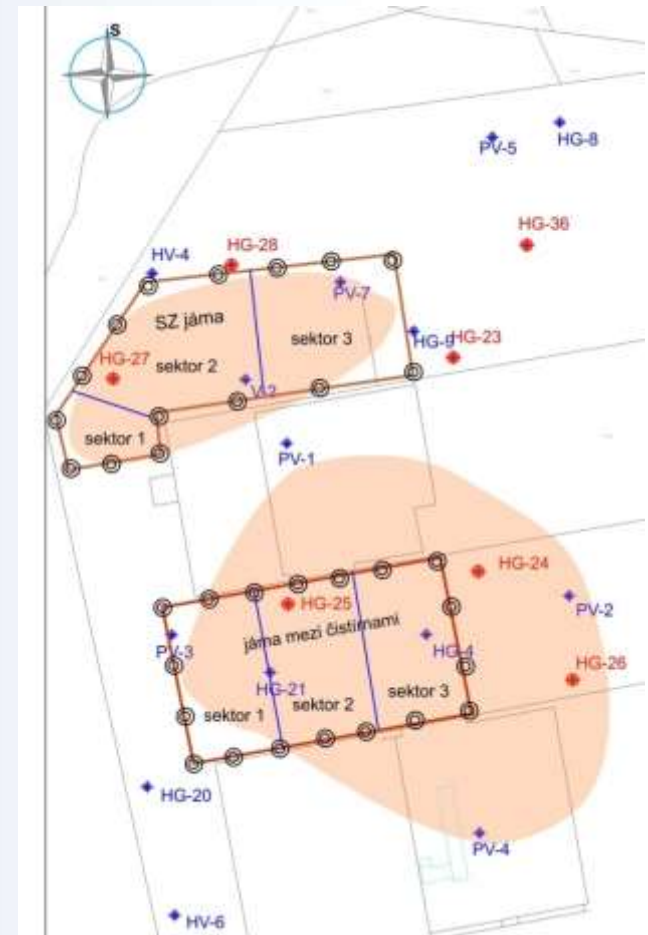 S
HG-8
PV-5
HG-36
HV-4
HG-28
PV-7
SZ jáma
sektor 3
HG-9
HG-23
HG-27
sektor 2
sektor 1
PV-1
HG-24
HG-25
PV-2
jáma mezi čistírnami
PV-3
HG-4
HG-26
HG-21
sektor 3
sektor 2
sektor 1
HG-20
PV-4
HV-6